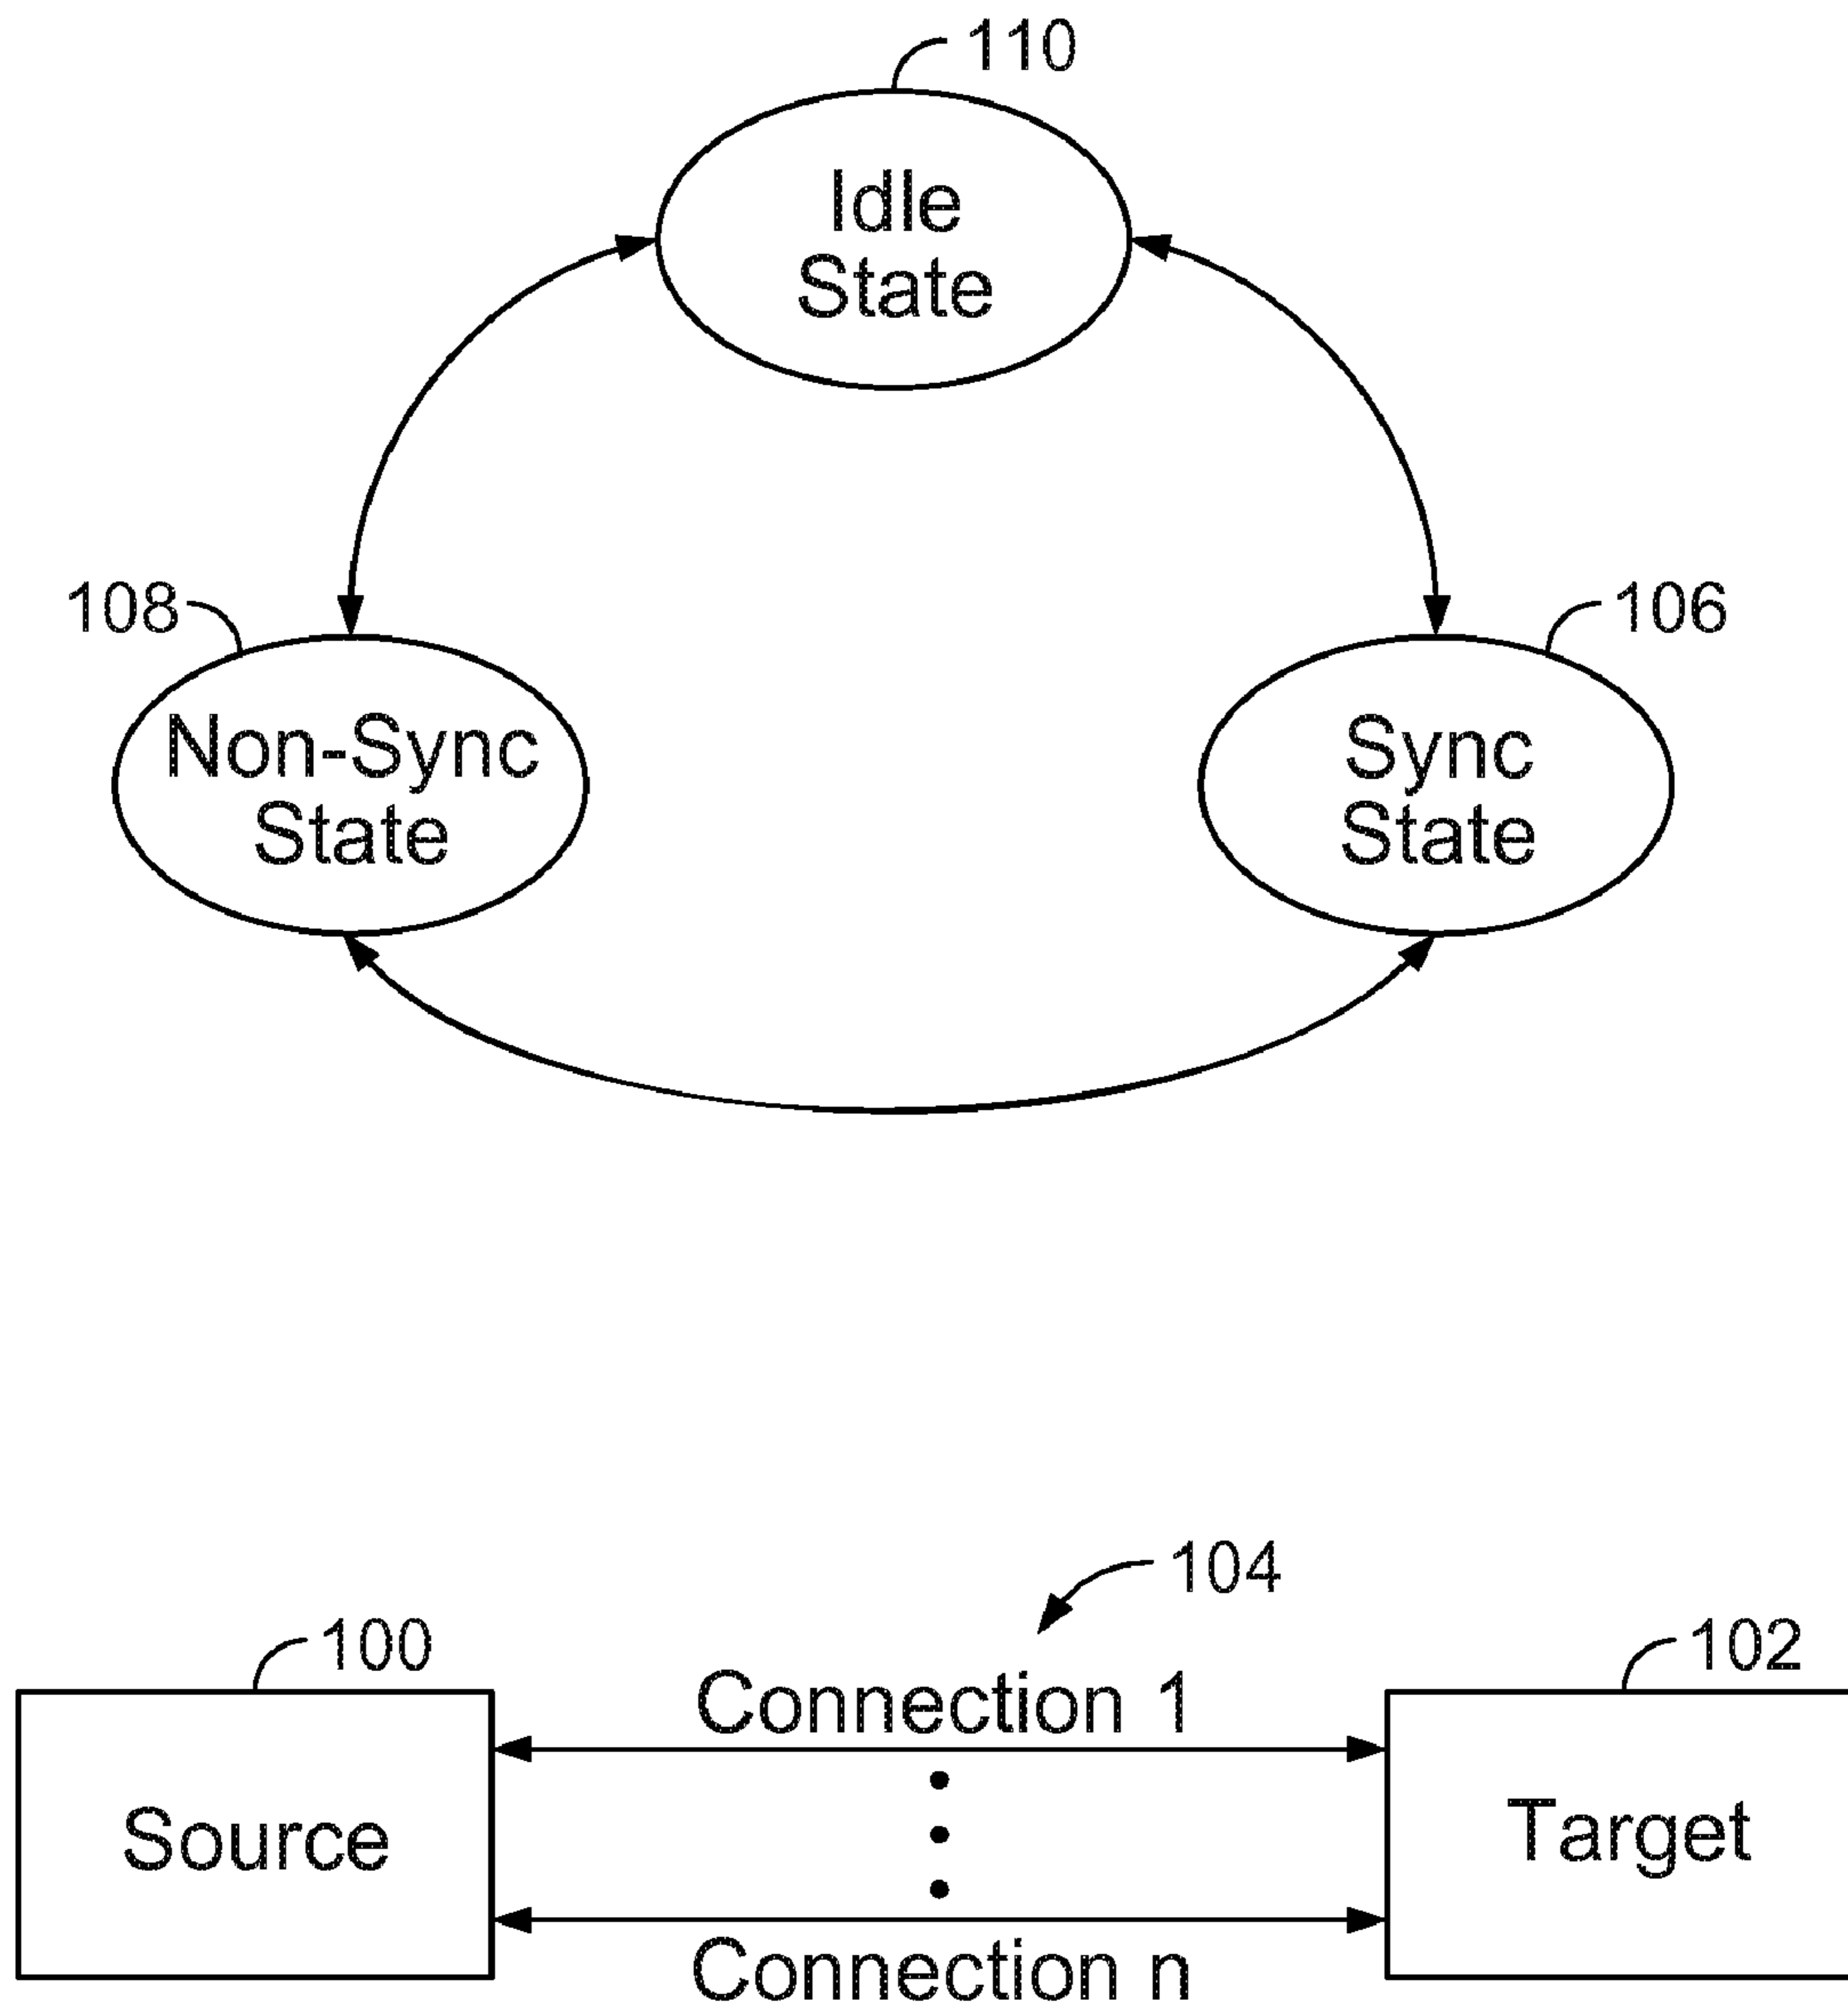 110
Idle
State
108
106
Non-Sync
State
Sync
State
104
100
102
Connection 1
Source
Target
Connection n